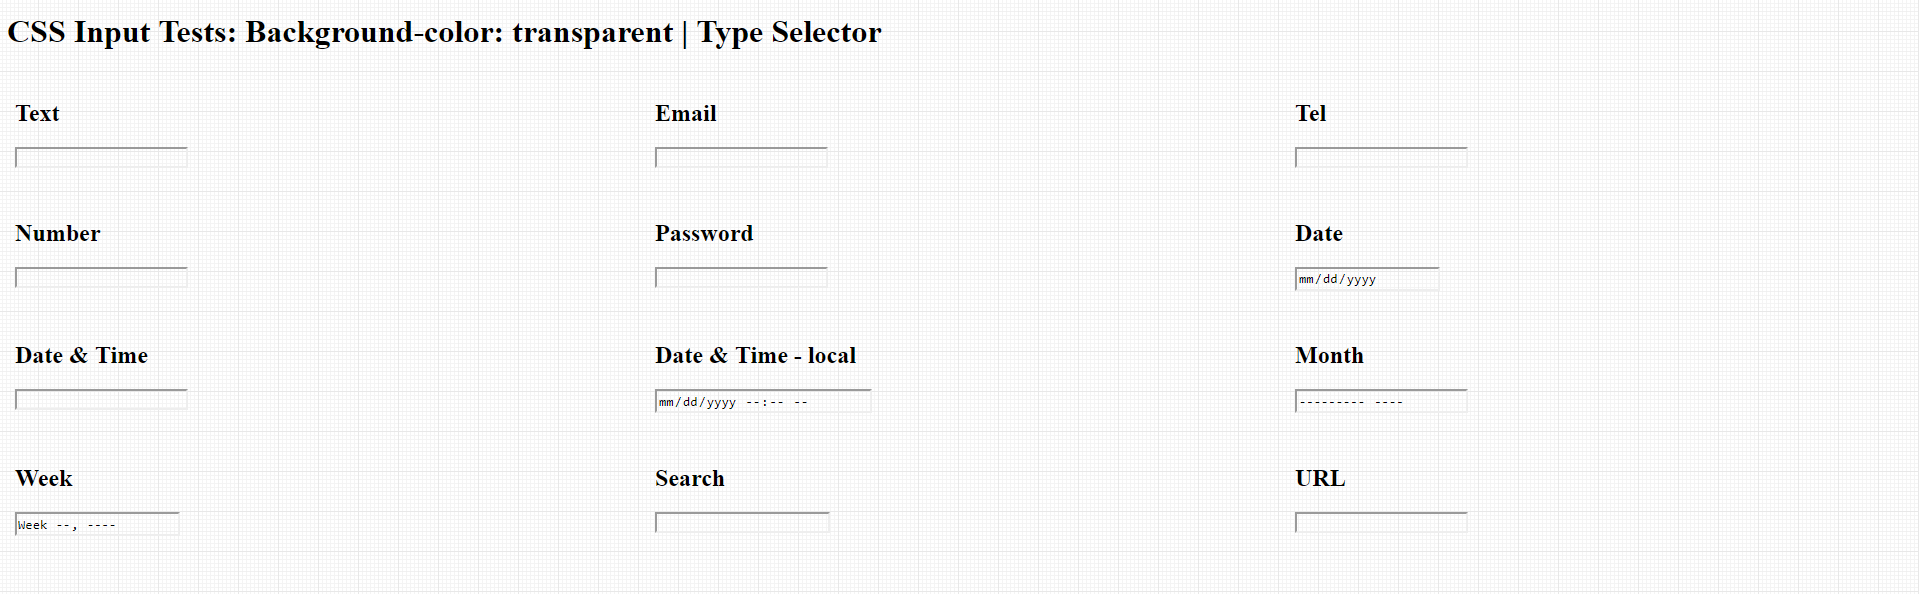 CSS Input Tests: Background-color: transparent | Type Selector
Text Email Tel
Number Password Date
mm/dd/yyyy
Date & Time Date & Time - local Month
mm/dd/yyyy --:-- -- --------- ----
Week Search URL
Week --, ----